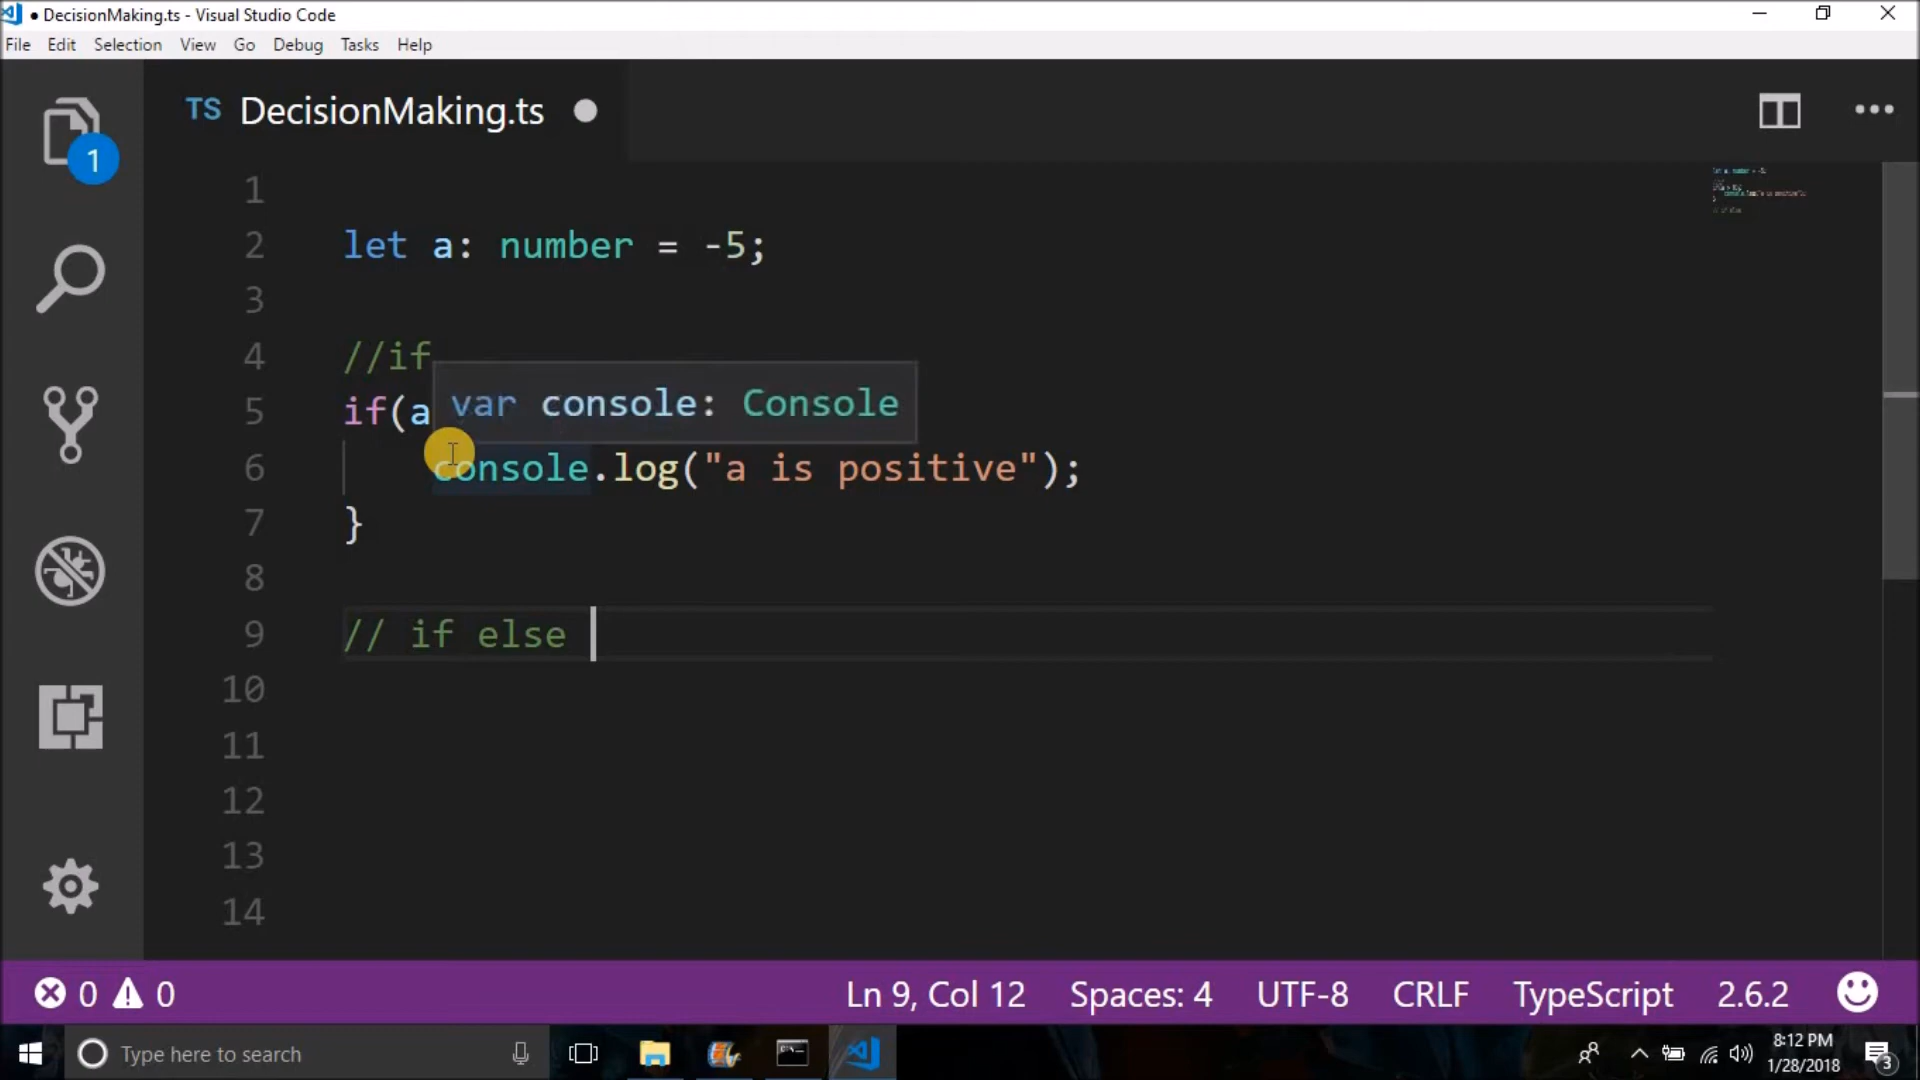 ● DecisionMaking.ts - Visual Studio Code
File Edit Selection View Go Debug Tasks Help
TS DecisionMaking.ts ●
1
1
2 let a: number = -5;
3
4 //if
5 if(a
var console: Console
6 console.log("a is positive");
7 }
8
9 // if else
10
11
12
13
14
0 0 Ln 9, Col 12 Spaces: 4 UTF-8 CRLF TypeScript 2.6.2
Type here to search
8:12 PM
1/28/2018
3